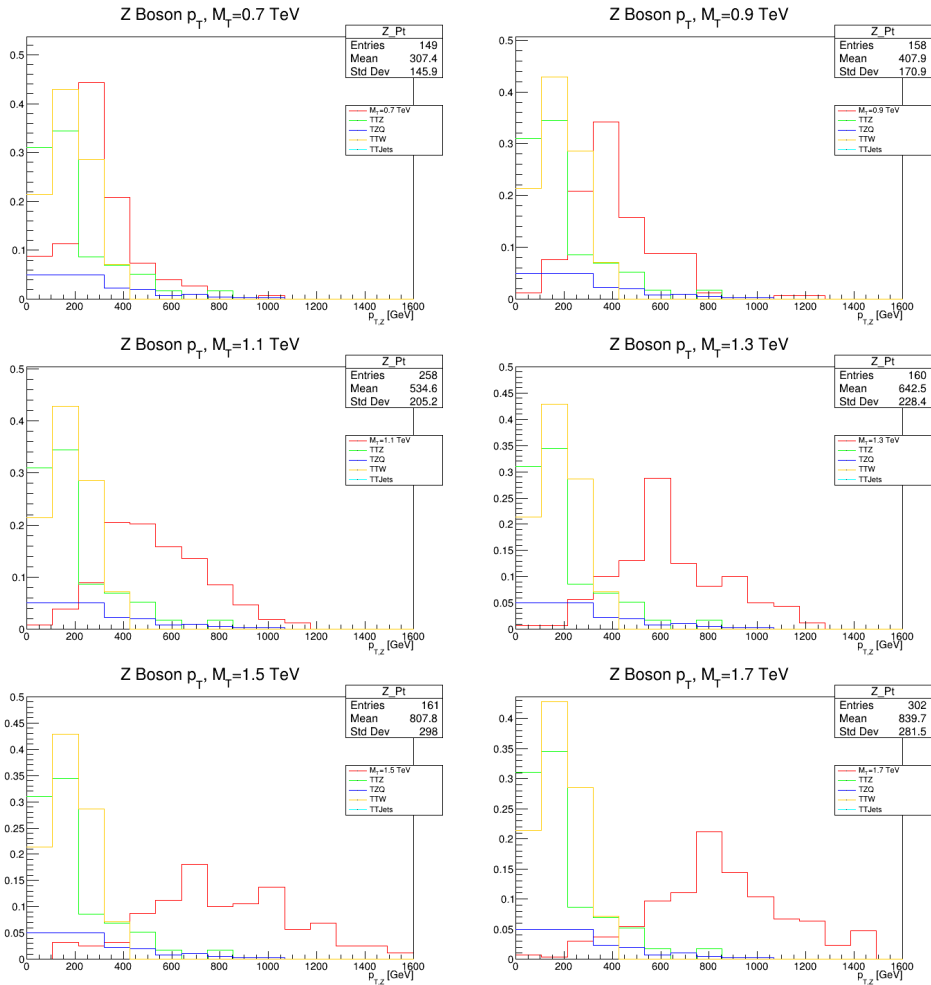 Z Boson p_T, M_T=0.7 TeV
Z_Pt
Entries 149
Mean 307.4
Std Dev 145.9
M_T=0.7 TeV
TTZ
TZQ
TTW
TTJets
0.5
0.4
0.3
0.2
0.1
0
0 200 400 600 800 1000 1200 1400 1600
p_T,Z [GeV]
Z Boson p_T, M_T=0.9 TeV
Z_Pt
Entries 158
Mean 407.9
Std Dev 170.9
M_T=0.9 TeV
TTZ
TZQ
TTW
TTJets
0.5
0.4
0.3
0.2
0.1
0
0 200 400 600 800 1000 1200 1400 1600
p_T,Z [GeV]
Z Boson p_T, M_T=1.1 TeV
Z_Pt
Entries 258
Mean 534.6
Std Dev 205.2
M_T=1.1 TeV
TTZ
TZQ
TTW
TTJets
0.5
0.4
0.3
0.2
0.1
0
0 200 400 600 800 1000 1200 1400 1600
p_T,Z [GeV]
Z Boson p_T, M_T=1.3 TeV
Z_Pt
Entries 160
Mean 642.5
Std Dev 228.4
M_T=1.3 TeV
TTZ
TZQ
TTW
TTJets
0.5
0.45
0.4
0.35
0.3
0.25
0.2
0.15
0.1
0.05
0
0 200 400 600 800 1000 1200 1400 1600
p_T,Z [GeV]
Z Boson p_T, M_T=1.5 TeV
Z_Pt
Entries 161
Mean 807.8
Std Dev 298
M_T=1.5 TeV
TTZ
TZQ
TTW
TTJets
0.5
0.45
0.4
0.35
0.3
0.25
0.2
0.15
0.1
0.05
0
0 200 400 600 800 1000 1200 1400 1600
p_T,Z [GeV]
Z Boson p_T, M_T=1.7 TeV
Z_Pt
Entries 302
Mean 839.7
Std Dev 281.5
M_T=1.7 TeV
TTZ
TZQ
TTW
TTJets
0.4
0.35
0.3
0.25
0.2
0.15
0.1
0.05
0
0 200 400 600 800 1000 1200 1400 1600
p_T,Z [GeV]